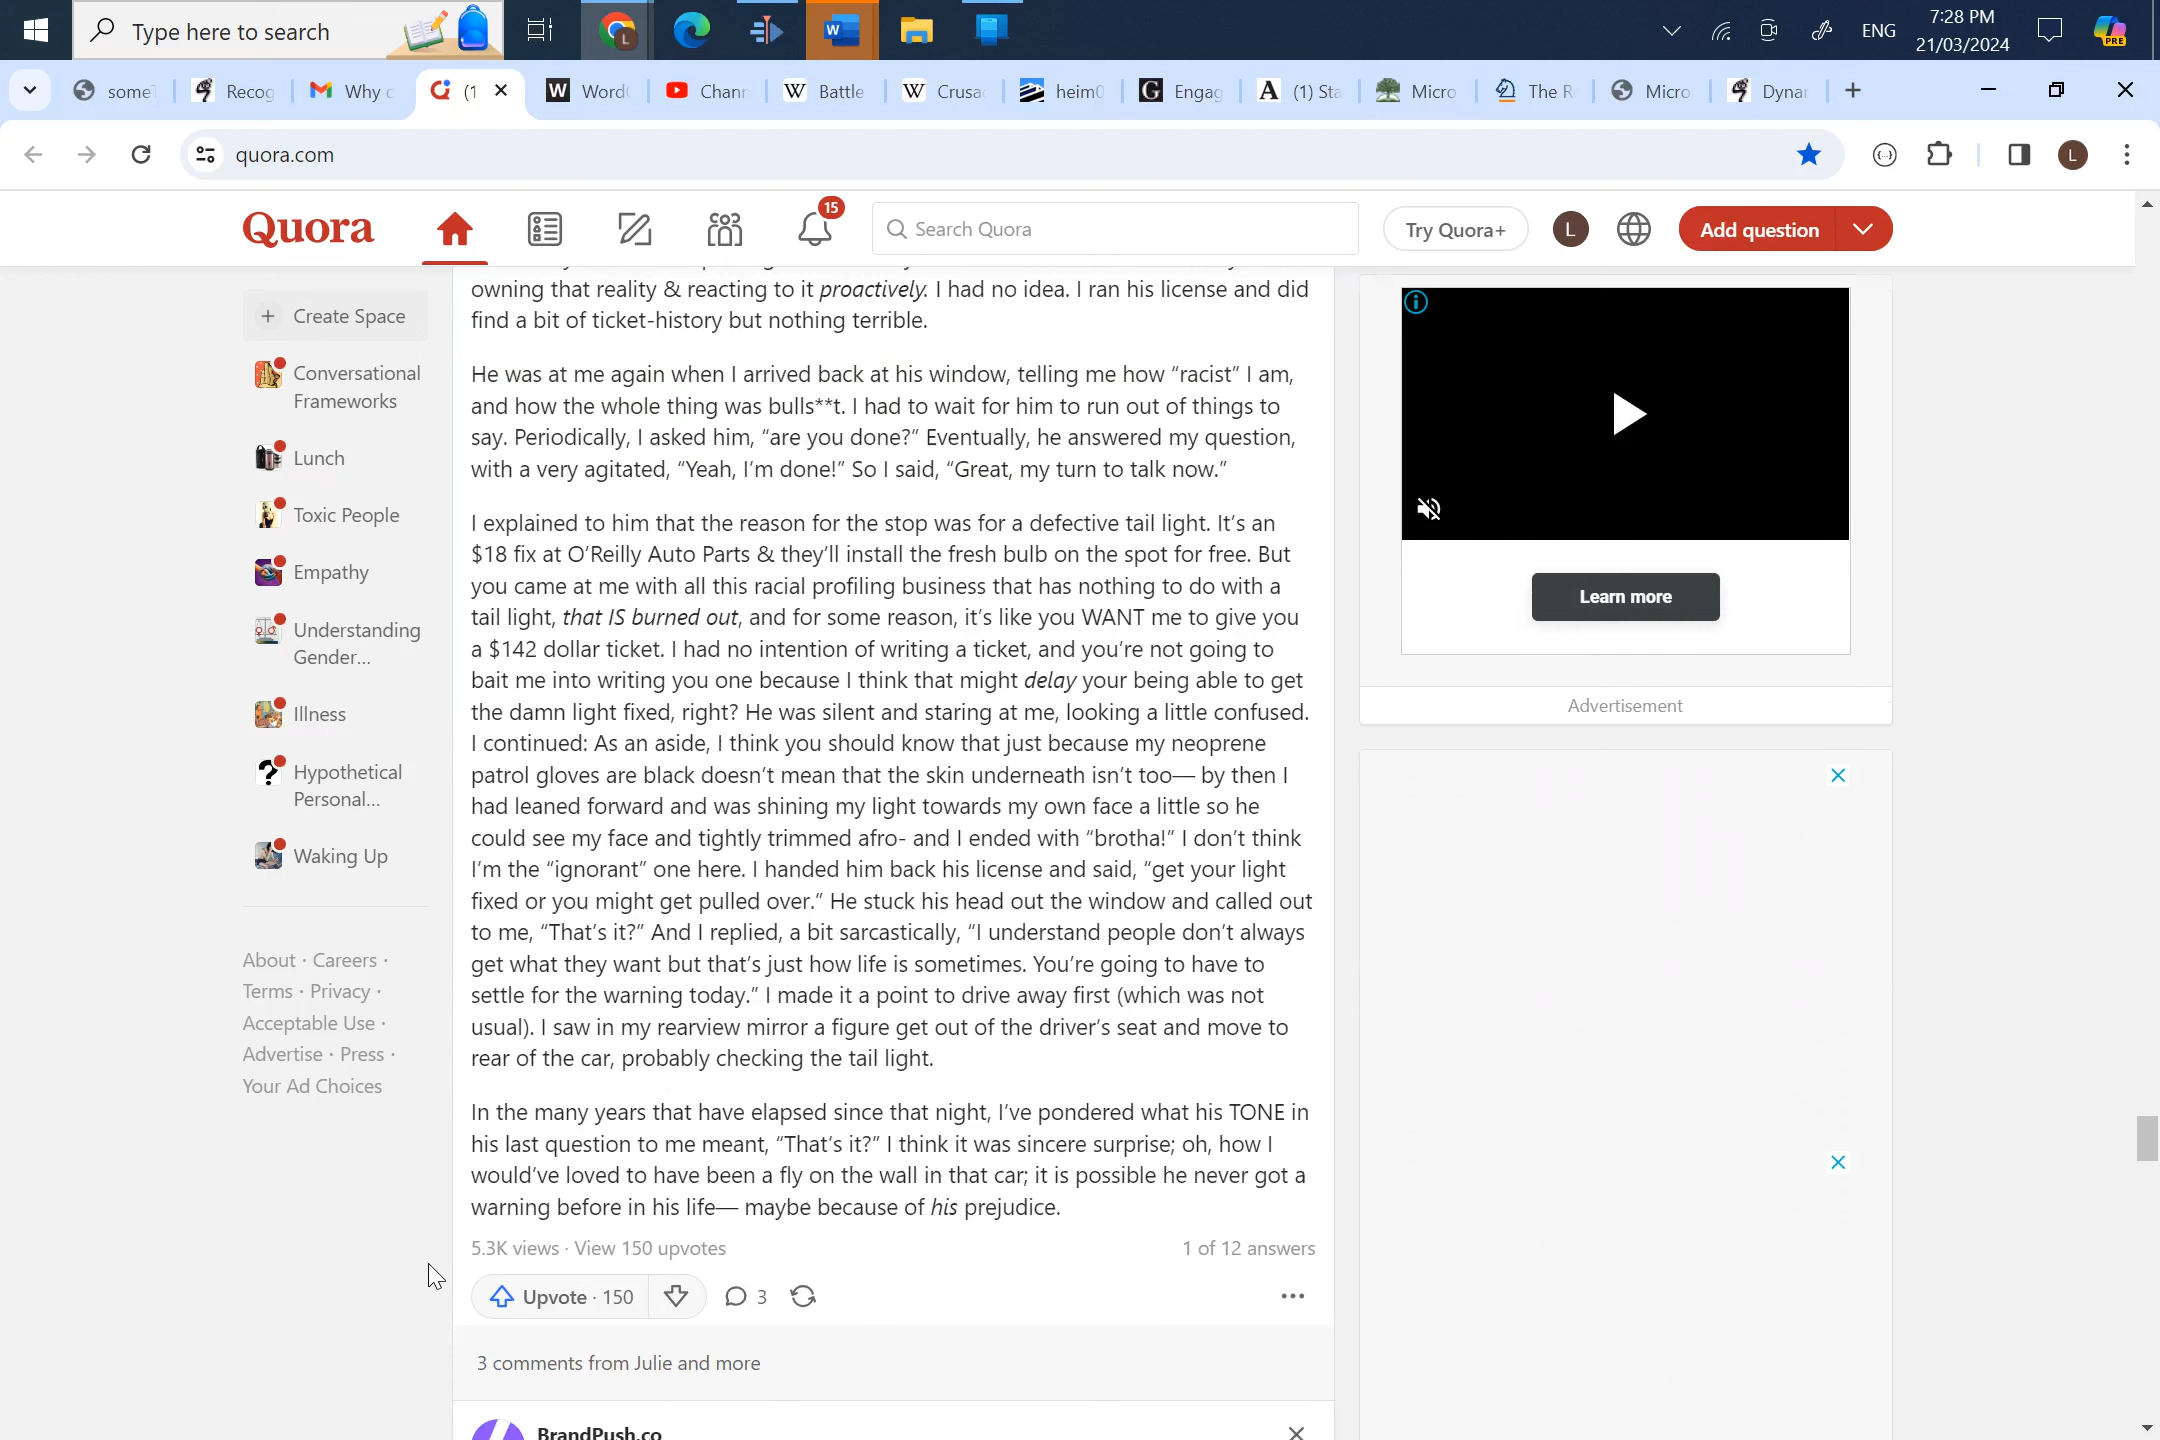 Type here to search
ENG
7:28 PM
21/03/2024
PRE
some
Recog
Why
(1
Word
Chann
Battle
Crusa
heim
Engag
(1) Sta
Micro
The R
Micro
Dynar
quora.com
L
Quora
15
Search Quora
Try Quora+
L
Add question
owning that reality & reacting to it proactively. I had no idea. I ran his license and did
find a bit of ticket-history but nothing terrible.
He was at me again when I arrived back at his window, telling me how “racist” I am,
and how the whole thing was bulls**t. I had to wait for him to run out of things to
say. Periodically, I asked him, “are you done?” Eventually, he answered my question,
with a very agitated, “Yeah, I’m done!” So I said, “Great, my turn to talk now.”
I explained to him that the reason for the stop was for a defective tail light. It’s an
$18 fix at O’Reilly Auto Parts & they’ll install the fresh bulb on the spot for free. But
you came at me with all this racial profiling business that has nothing to do with a
tail light, that IS burned out, and for some reason, it’s like you WANT me to give you
a $142 dollar ticket. I had no intention of writing a ticket, and you’re not going to
bait me into writing you one because I think that might delay your being able to get
the damn light fixed, right? He was silent and staring at me, looking a little confused.
I continued: As an aside, I think you should know that just because my neoprene
patrol gloves are black doesn’t mean that the skin underneath isn’t too— by then I
had leaned forward and was shining my light towards my own face a little so he
could see my face and tightly trimmed afro- and I ended with “brotha!” I don’t think
I’m the “ignorant” one here. I handed him back his license and said, “get your light
fixed or you might get pulled over.” He stuck his head out the window and called out
to me, “That’s it?” And I replied, a bit sarcastically, “I understand people don’t always
get what they want but that’s just how life is sometimes. You’re going to have to
settle for the warning today.” I made it a point to drive away first (which was not
usual). I saw in my rearview mirror a figure get out of the driver’s seat and move to
rear of the car, probably checking the tail light.
In the many years that have elapsed since that night, I’ve pondered what his TONE in
his last question to me meant, “That’s it?” I think it was sincere surprise; oh, how I
would’ve loved to have been a fly on the wall in that car; it is possible he never got a
warning before in his life— maybe because of his prejudice.
5.3K views · View 150 upvotes
1 of 12 answers
Upvote · 150
3
3 comments from Julie and more
BrandPush.co
Create Space
Conversational
Frameworks
Lunch
Toxic People
Empathy
Understanding
Gender...
Illness
Hypothetical
Personal...
Waking Up
About · Careers ·
Terms · Privacy ·
Acceptable Use ·
Advertise · Press ·
Your Ad Choices
Learn more
Advertisement